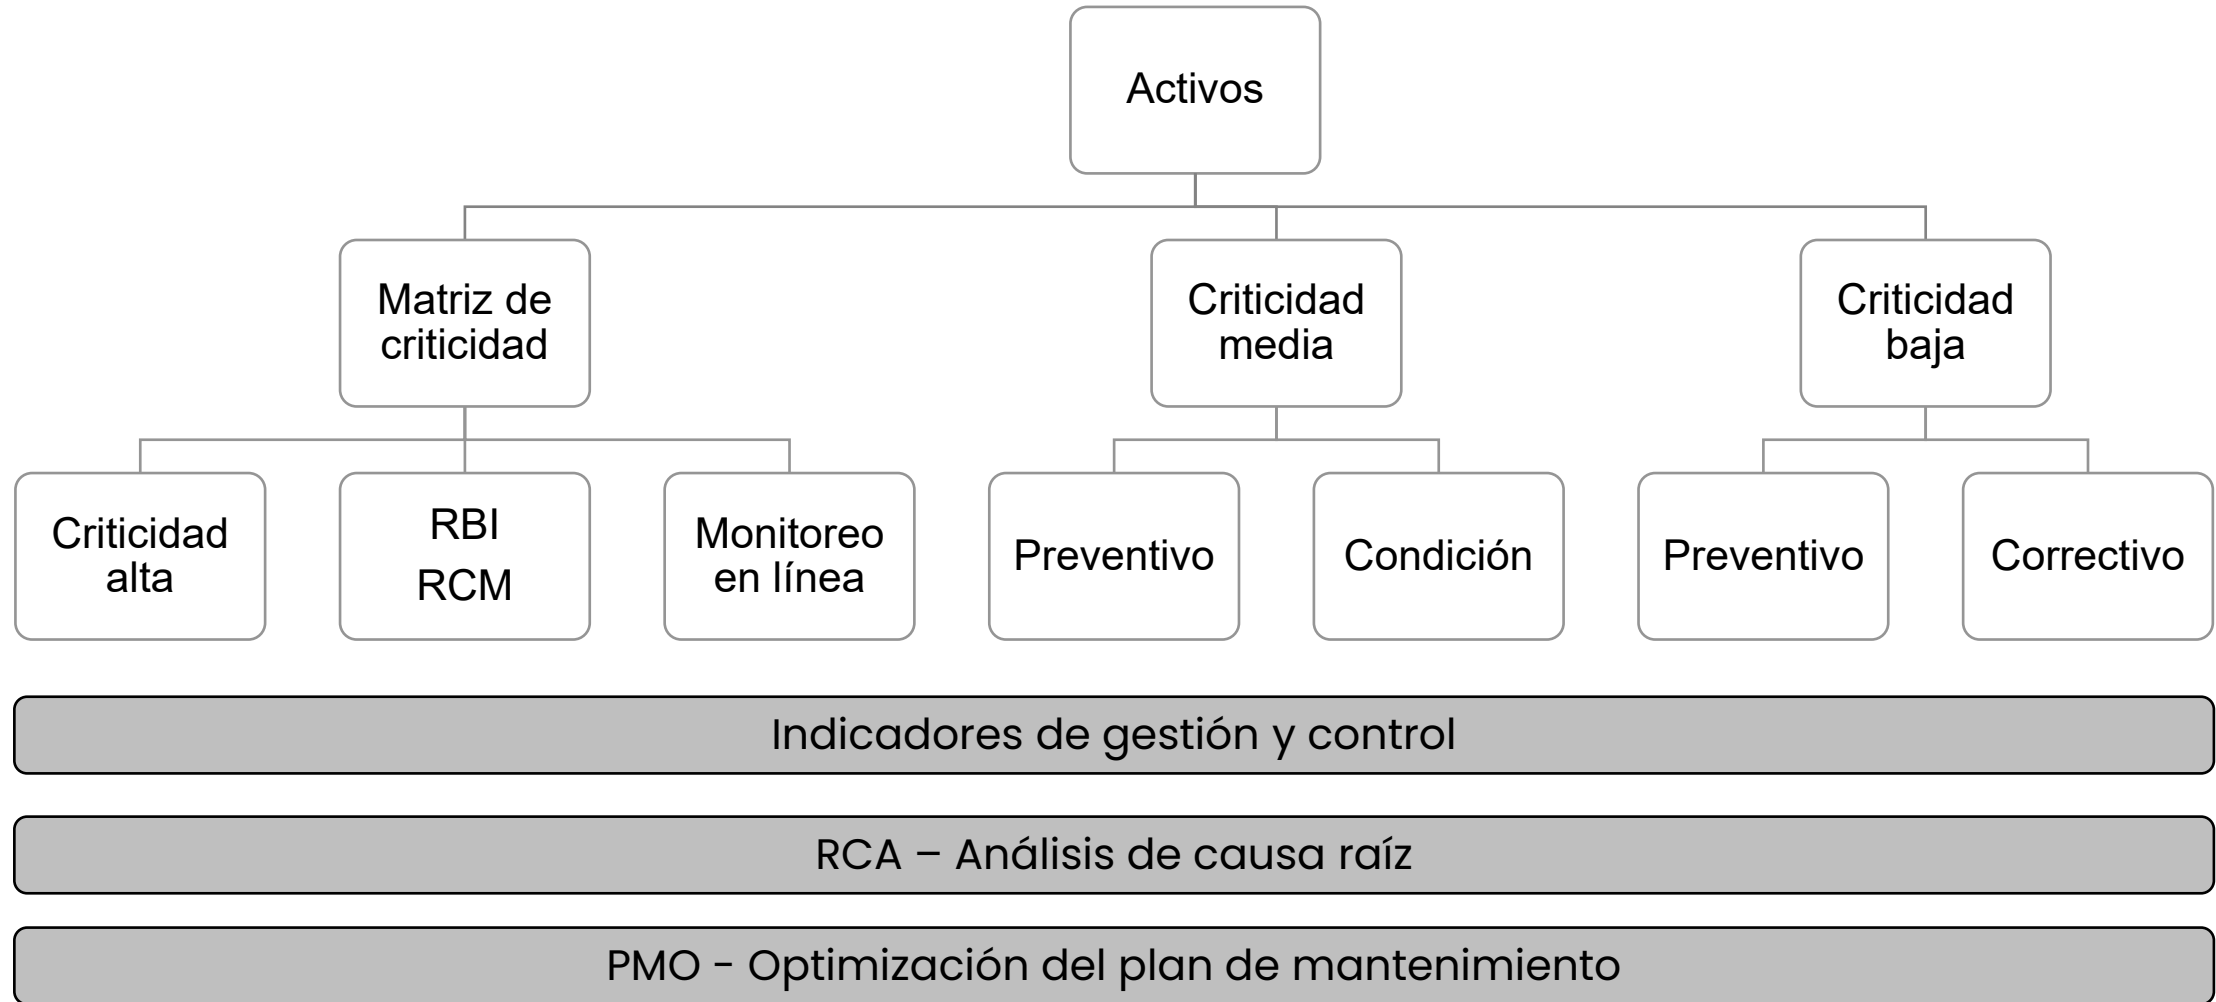 Activos
Matriz de
criticidad
Criticidad
media
Criticidad
baja
Criticidad
alta
RBI
RCM
Monitoreo
en línea
Preventivo
Condición
Preventivo
Correctivo
Indicadores de gestión y control
RCA – Análisis de causa raíz
PMO - Optimización del plan de mantenimiento